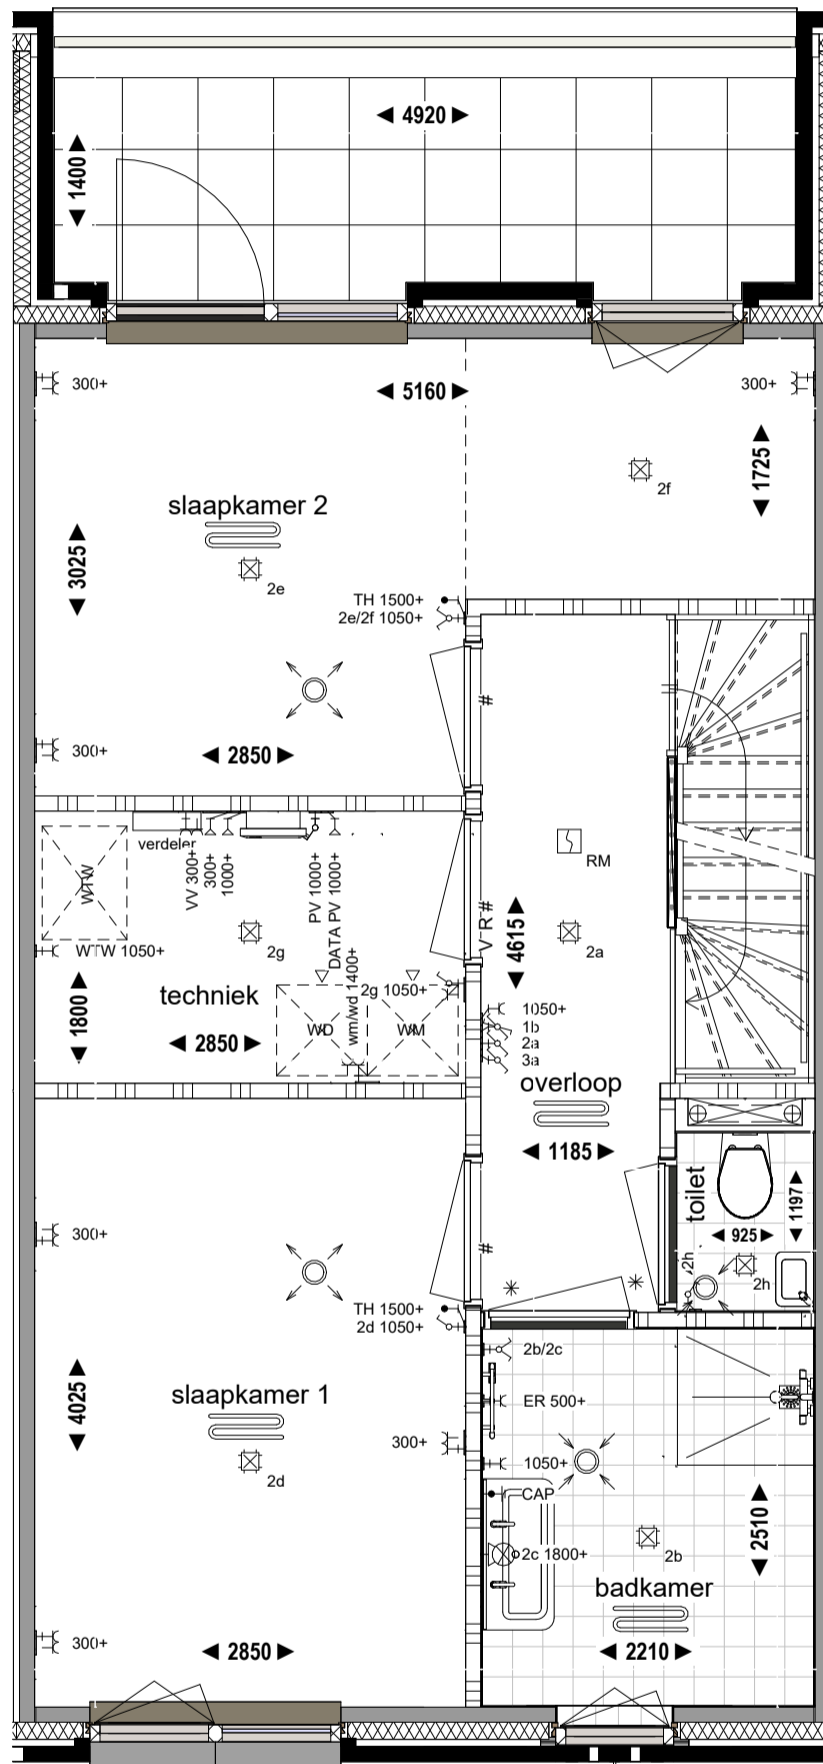 4920
1400
300+
5160
300+
1725
2f
slaapkamer 2
3025
2e
TH 1500+
2e/2f 1050+
300+
2850
#
verdeler
WTW
VV 300+
300+
1000+
PV 1000+
DATA PV 1000+
RM
WTW 1050+
2g
#
4615
2a
techniek
2g 1050+
1800
2850
WD
wm/wd 1400+
WM
1050+
1b
2a
3a
overloop
1185
toilet
1197
925
300+
#
2h
2h
TH 1500+
2d 1050+
2b/2c
slaapkamer 1
4025
ER 500+
300+
2d
1050+
CAP
2510
2c 1800+
2b
badkamer
300+
2850
2210